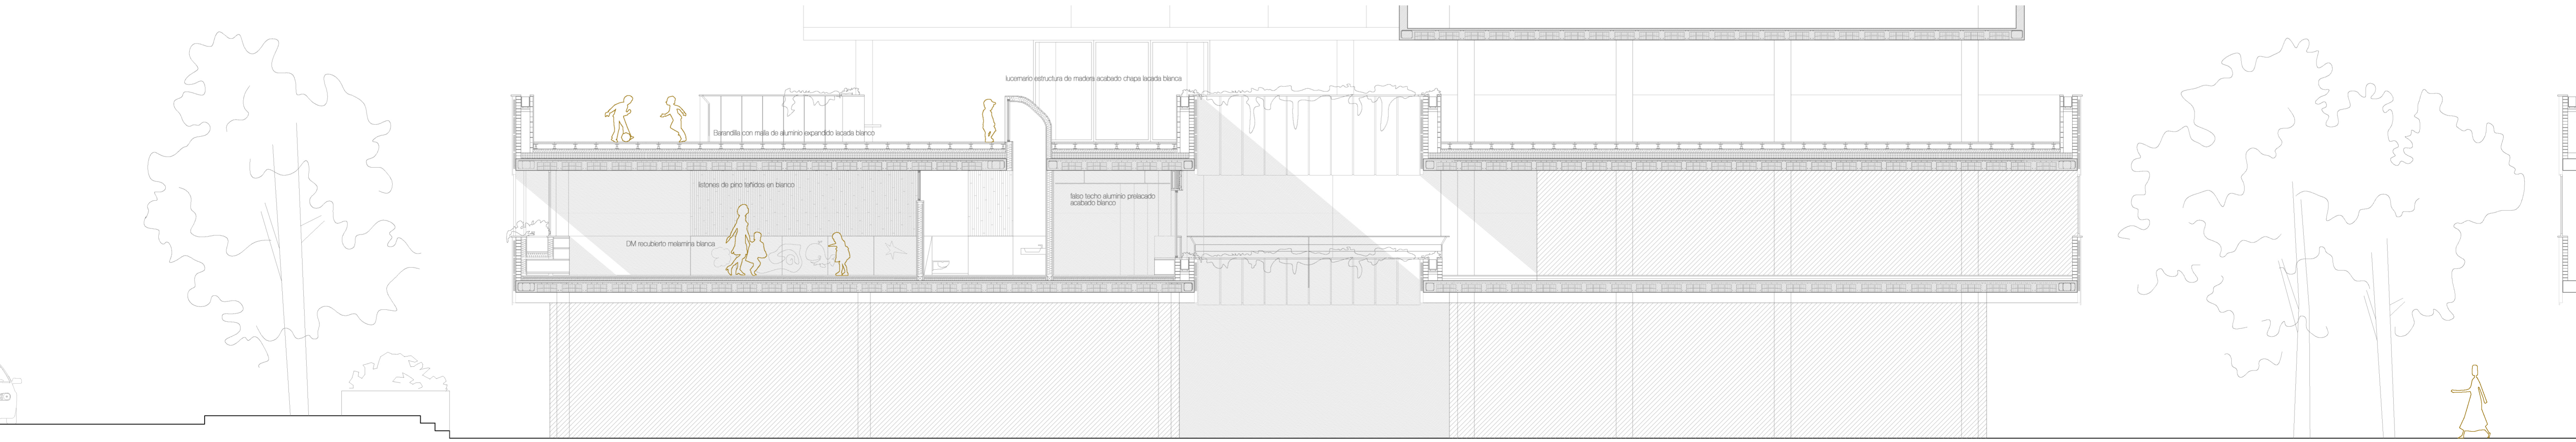 lucernario estructura de madera acabado chapa lacada blanca
Barandilla con malla de aluminio expandido lacada blanco
listones de pino teñidos en blanco
falso techo aluminio prelacado
acabado blanco
DM recubierto melamina blanca